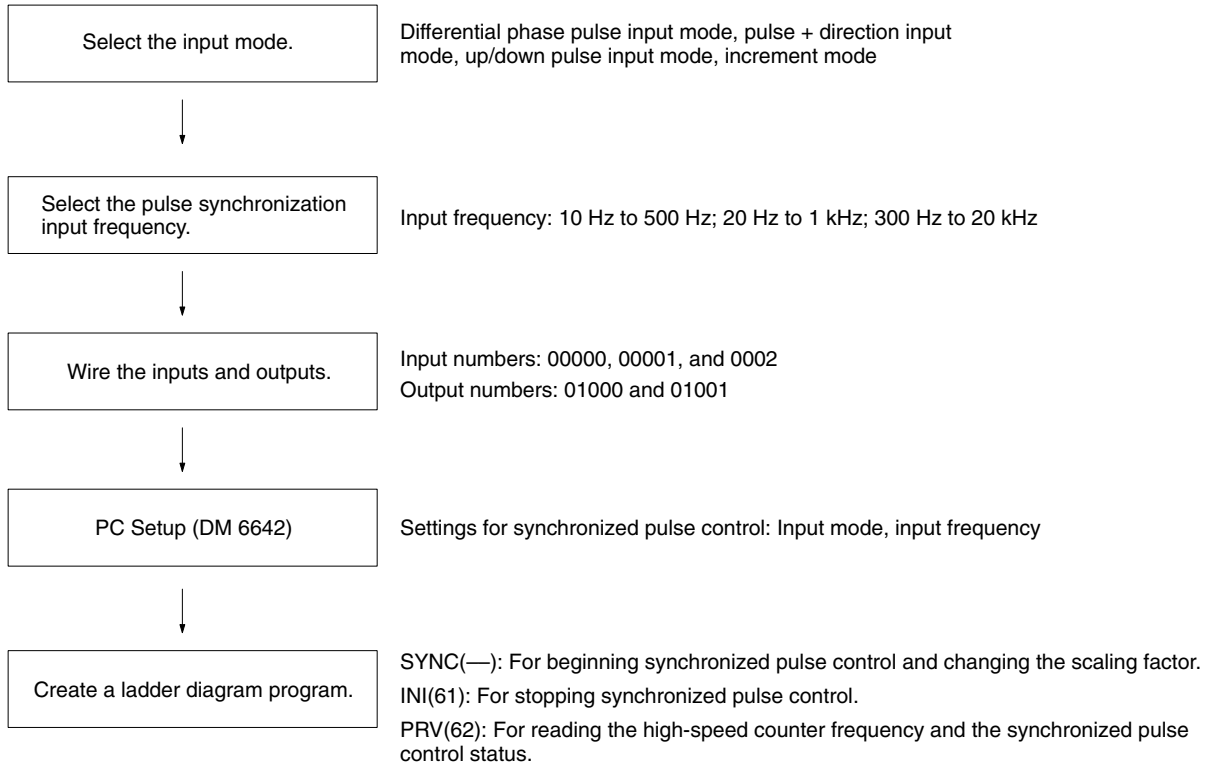 Select the input mode.
Differential phase pulse input mode, pulse + direction input
mode, up/down pulse input mode, increment mode
Select the pulse synchronization
input frequency.
Input frequency: 10 Hz to 500 Hz; 20 Hz to 1 kHz; 300 Hz to 20 kHz
Wire the inputs and outputs.
Input numbers: 00000, 00001, and 0002
Output numbers: 01000 and 01001
PC Setup (DM 6642)
Settings for synchronized pulse control: Input mode, input frequency
Create a ladder diagram program.
SYNC(––): For beginning synchronized pulse control and changing the scaling factor.
INI(61): For stopping synchronized pulse control.
PRV(62): For reading the high-speed counter frequency and the synchronized pulse
control status.